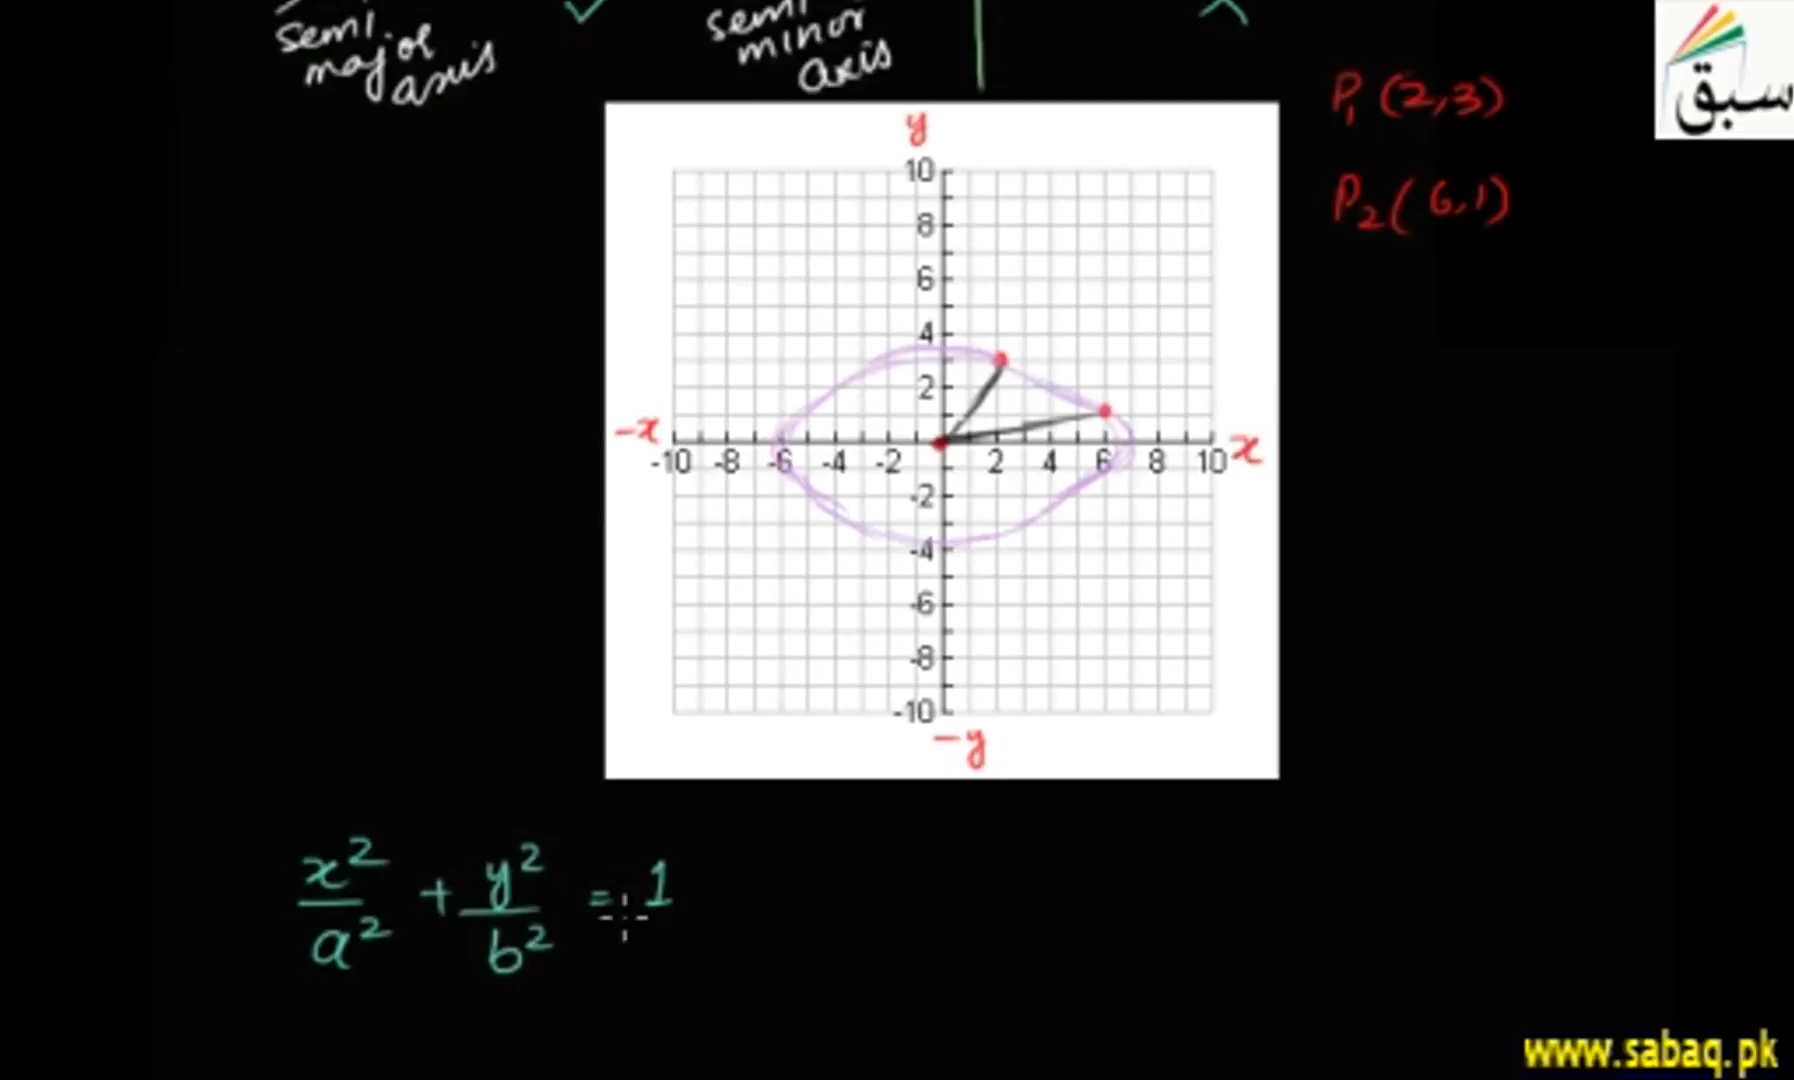 semi major axis
semi minor axis
سبق
P₁ (2,3)
P₂ (6,1)
y
10
8
6
4
2
-x
-10 -8 -6 -4 -2 2 4 6 8 10 x
-2
-4
-6
-8
-10
-y
x²/a² + y²/b² = 1
www.sabaq.pk